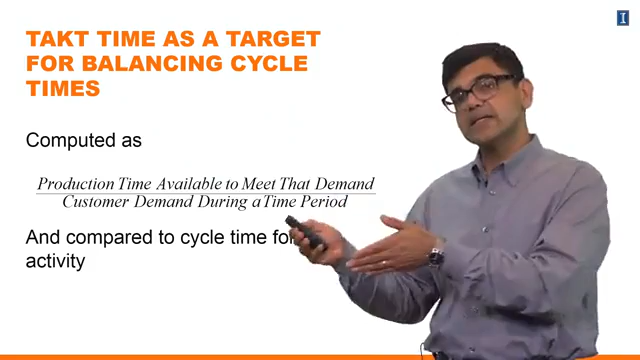 TAKT TIME AS A TARGET
FOR BALANCING CYCLE
TIMES
Computed as
Production Time Available to Meet That Demand
Customer Demand During a Time Period
And compared to cycle time for
activity
I